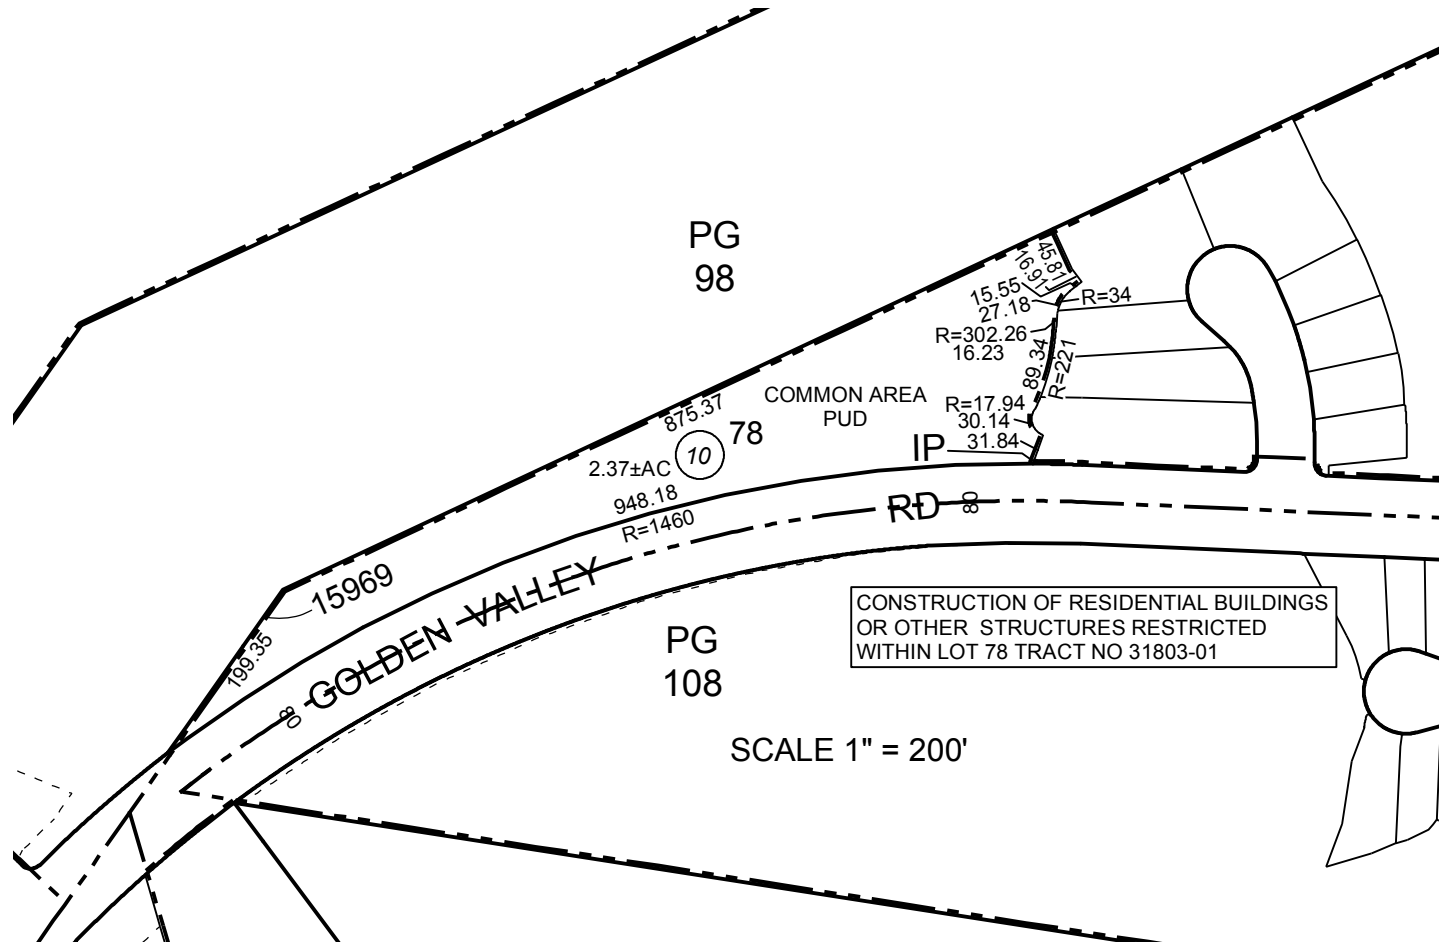 PG
98
45.81
16.91
15.55
27.18
R=34
R=302.26
16.23
89.34
R=221
COMMON AREA
PUD
R=17.94
30.14
31.84
IP
875.37
78
10
2.37±AC
948.18
R=1460
RD
80
15969
199.35
GOLDEN VALLEY
80
CONSTRUCTION OF RESIDENTIAL BUILDINGS
OR OTHER STRUCTURES RESTRICTED
WITHIN LOT 78 TRACT NO 31803-01
PG
108
SCALE 1" = 200'